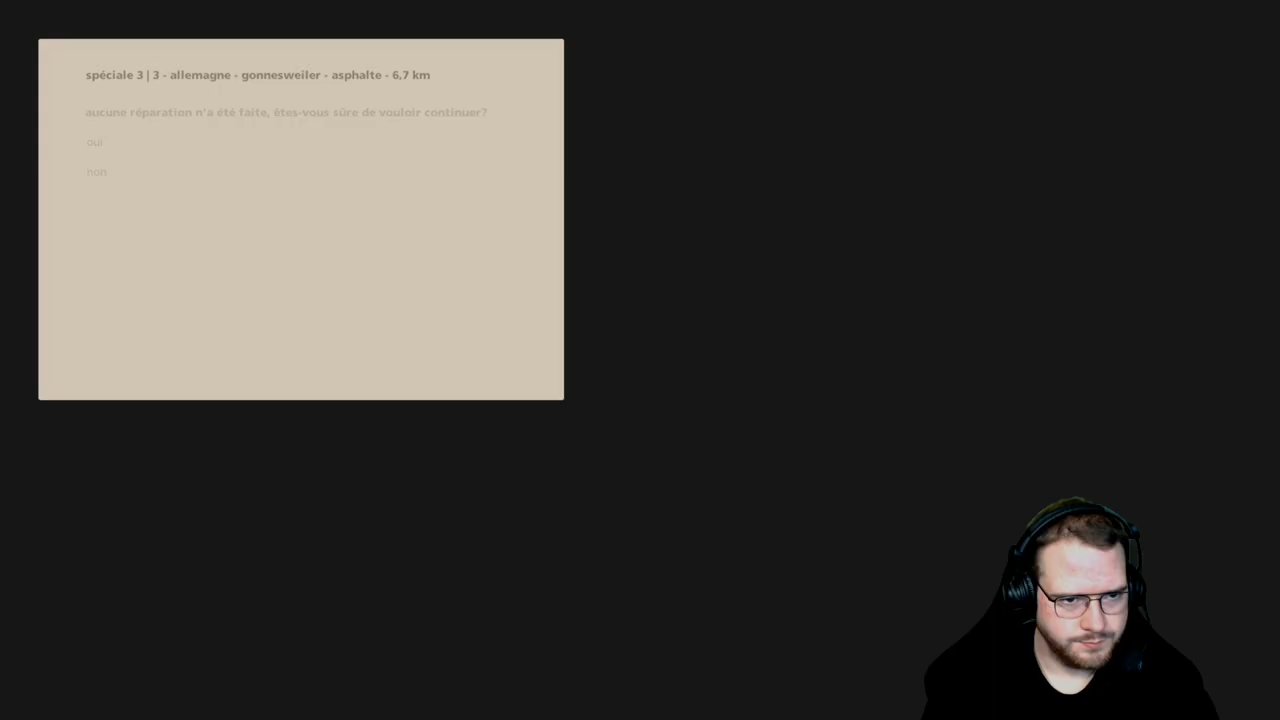 spéciale 3 | 3 - allemagne - gonnesweiler - asphalte - 6,7 km
aucune réparation n'a été faite, êtes-vous sûre de vouloir continuer?
oui
non